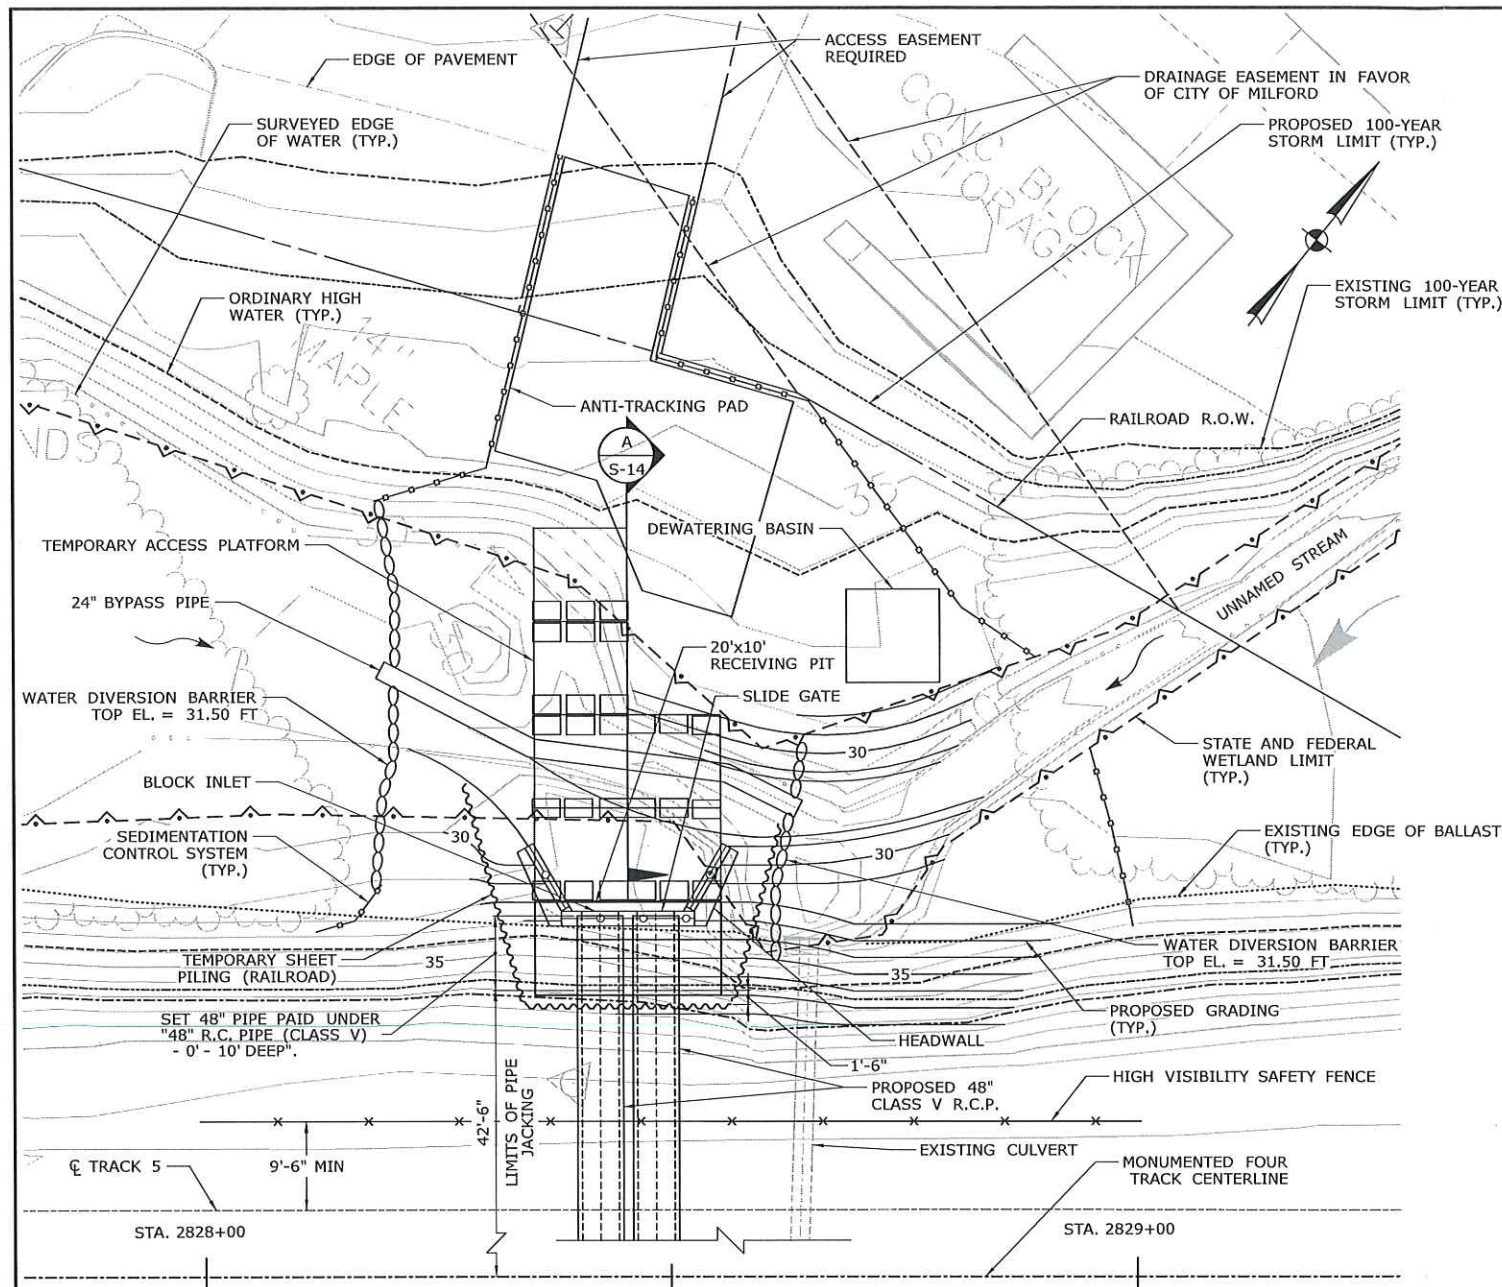 EDGE OF PAVEMENT
ACCESS EASEMENT
REQUIRED
DRAINAGE EASEMENT IN FAVOR
OF CITY OF MILFORD
SURVEYED EDGE
OF WATER (TYP.)
CONC BLOCK
STORAGE
PROPOSED 100-YEAR
STORM LIMIT (TYP.)
ORDINARY HIGH
WATER (TYP.)
EXISTING 100-YEAR
STORM LIMIT (TYP.)
MAPLE
ANTI-TRACKING PAD
RAILROAD R.O.W.
A
S-14
NDS
35
DEWATERING BASIN
TEMPORARY ACCESS PLATFORM
UNNAMED STREAM
24" BYPASS PIPE
20'x10'
RECEIVING PIT
SLIDE GATE
WATER DIVERSION BARRIER
TOP EL. = 31.50 FT
30
STATE AND FEDERAL
WETLAND LIMIT
(TYP.)
BLOCK INLET
SEDIMENTATION
CONTROL SYSTEM
(TYP.)
30
30
EXISTING EDGE OF BALLAST
(TYP.)
TEMPORARY SHEET
PILING (RAILROAD)
35
35
WATER DIVERSION BARRIER
TOP EL. = 31.50 FT
SET 48" PIPE PAID UNDER
"48" R.C. PIPE (CLASS V)
- 0' - 10' DEEP".
PROPOSED GRADING
(TYP.)
HEADWALL
1'-6"
42'-6"
LIMITS OF PIPE
JACKING
PROPOSED 48"
CLASS V R.C.P.
HIGH VISIBILITY SAFETY FENCE
EXISTING CULVERT
℄ TRACK 5
9'-6" MIN
MONUMENTED FOUR
TRACK CENTERLINE
STA. 2828+00
STA. 2829+00